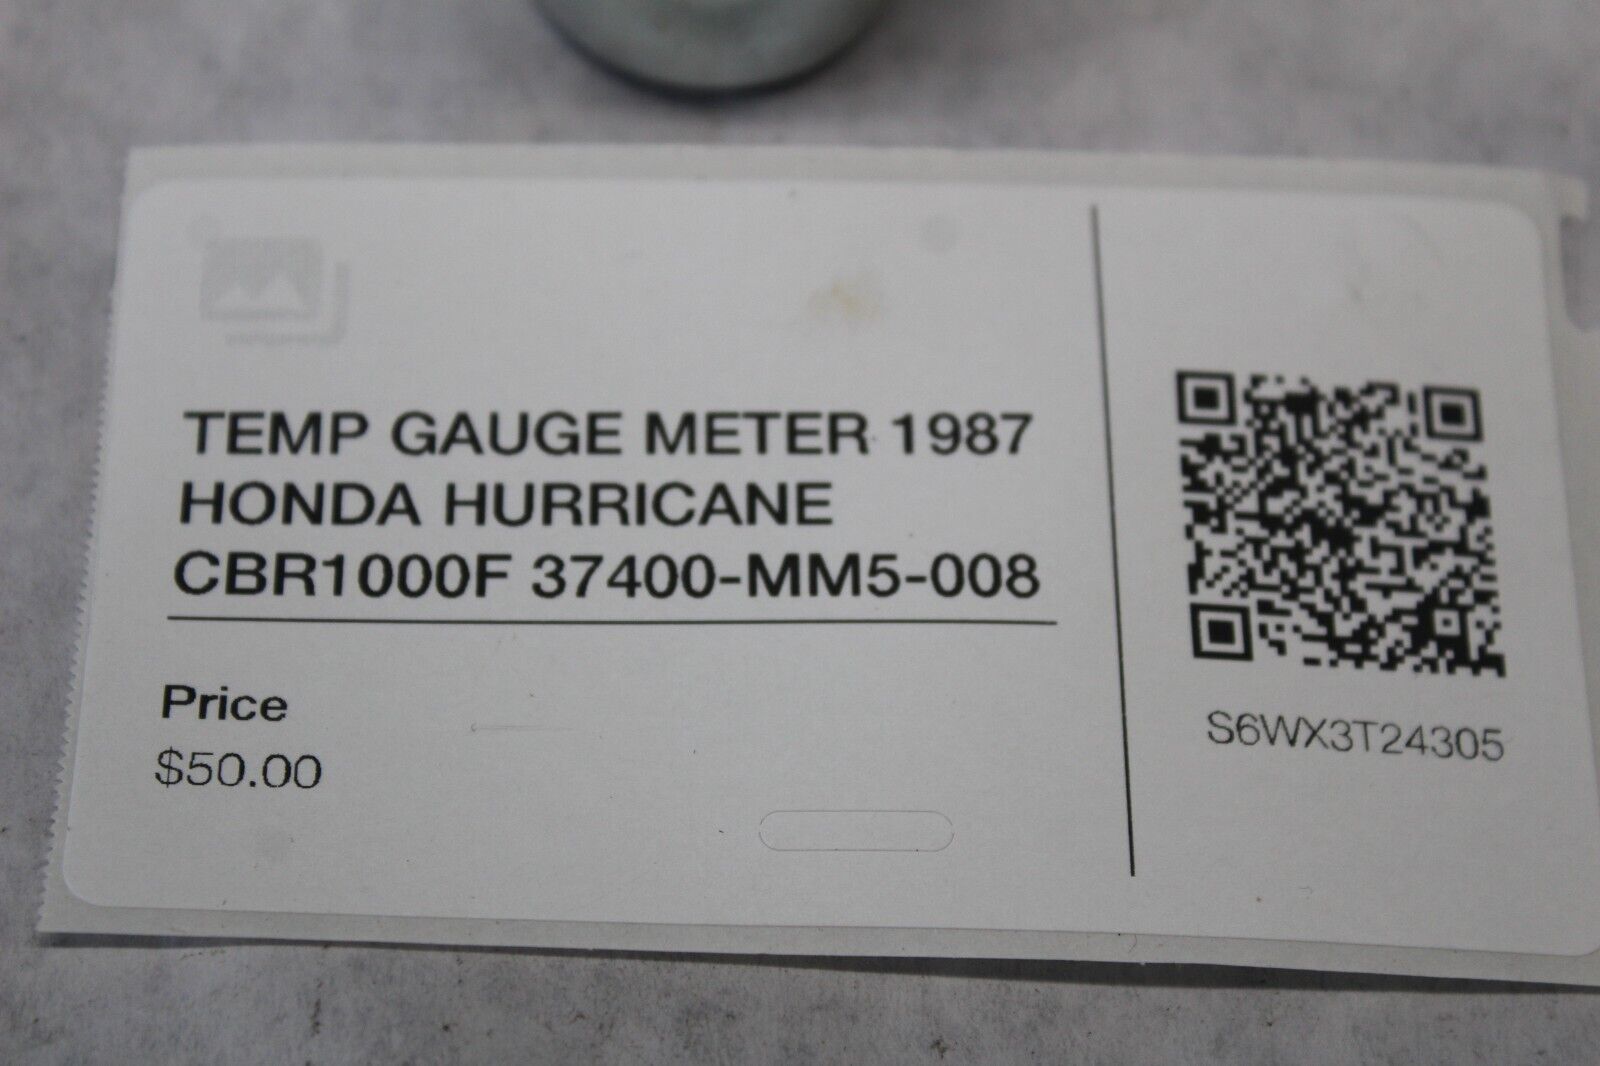 TEMP GAUGE METER 1987
HONDA HURRICANE
CBR1000F 37400-MM5-008
Price
$50.00
S6WX3T24305